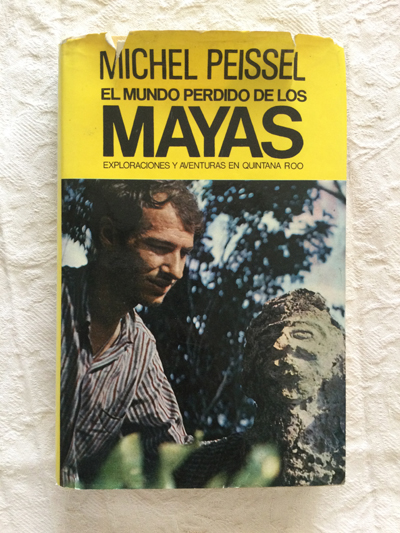 MICHEL PEISSEL
EL MUNDO PERDIDO DE LOS
MAYAS
EXPLORACIONES Y AVENTURAS EN QUINTANA ROO